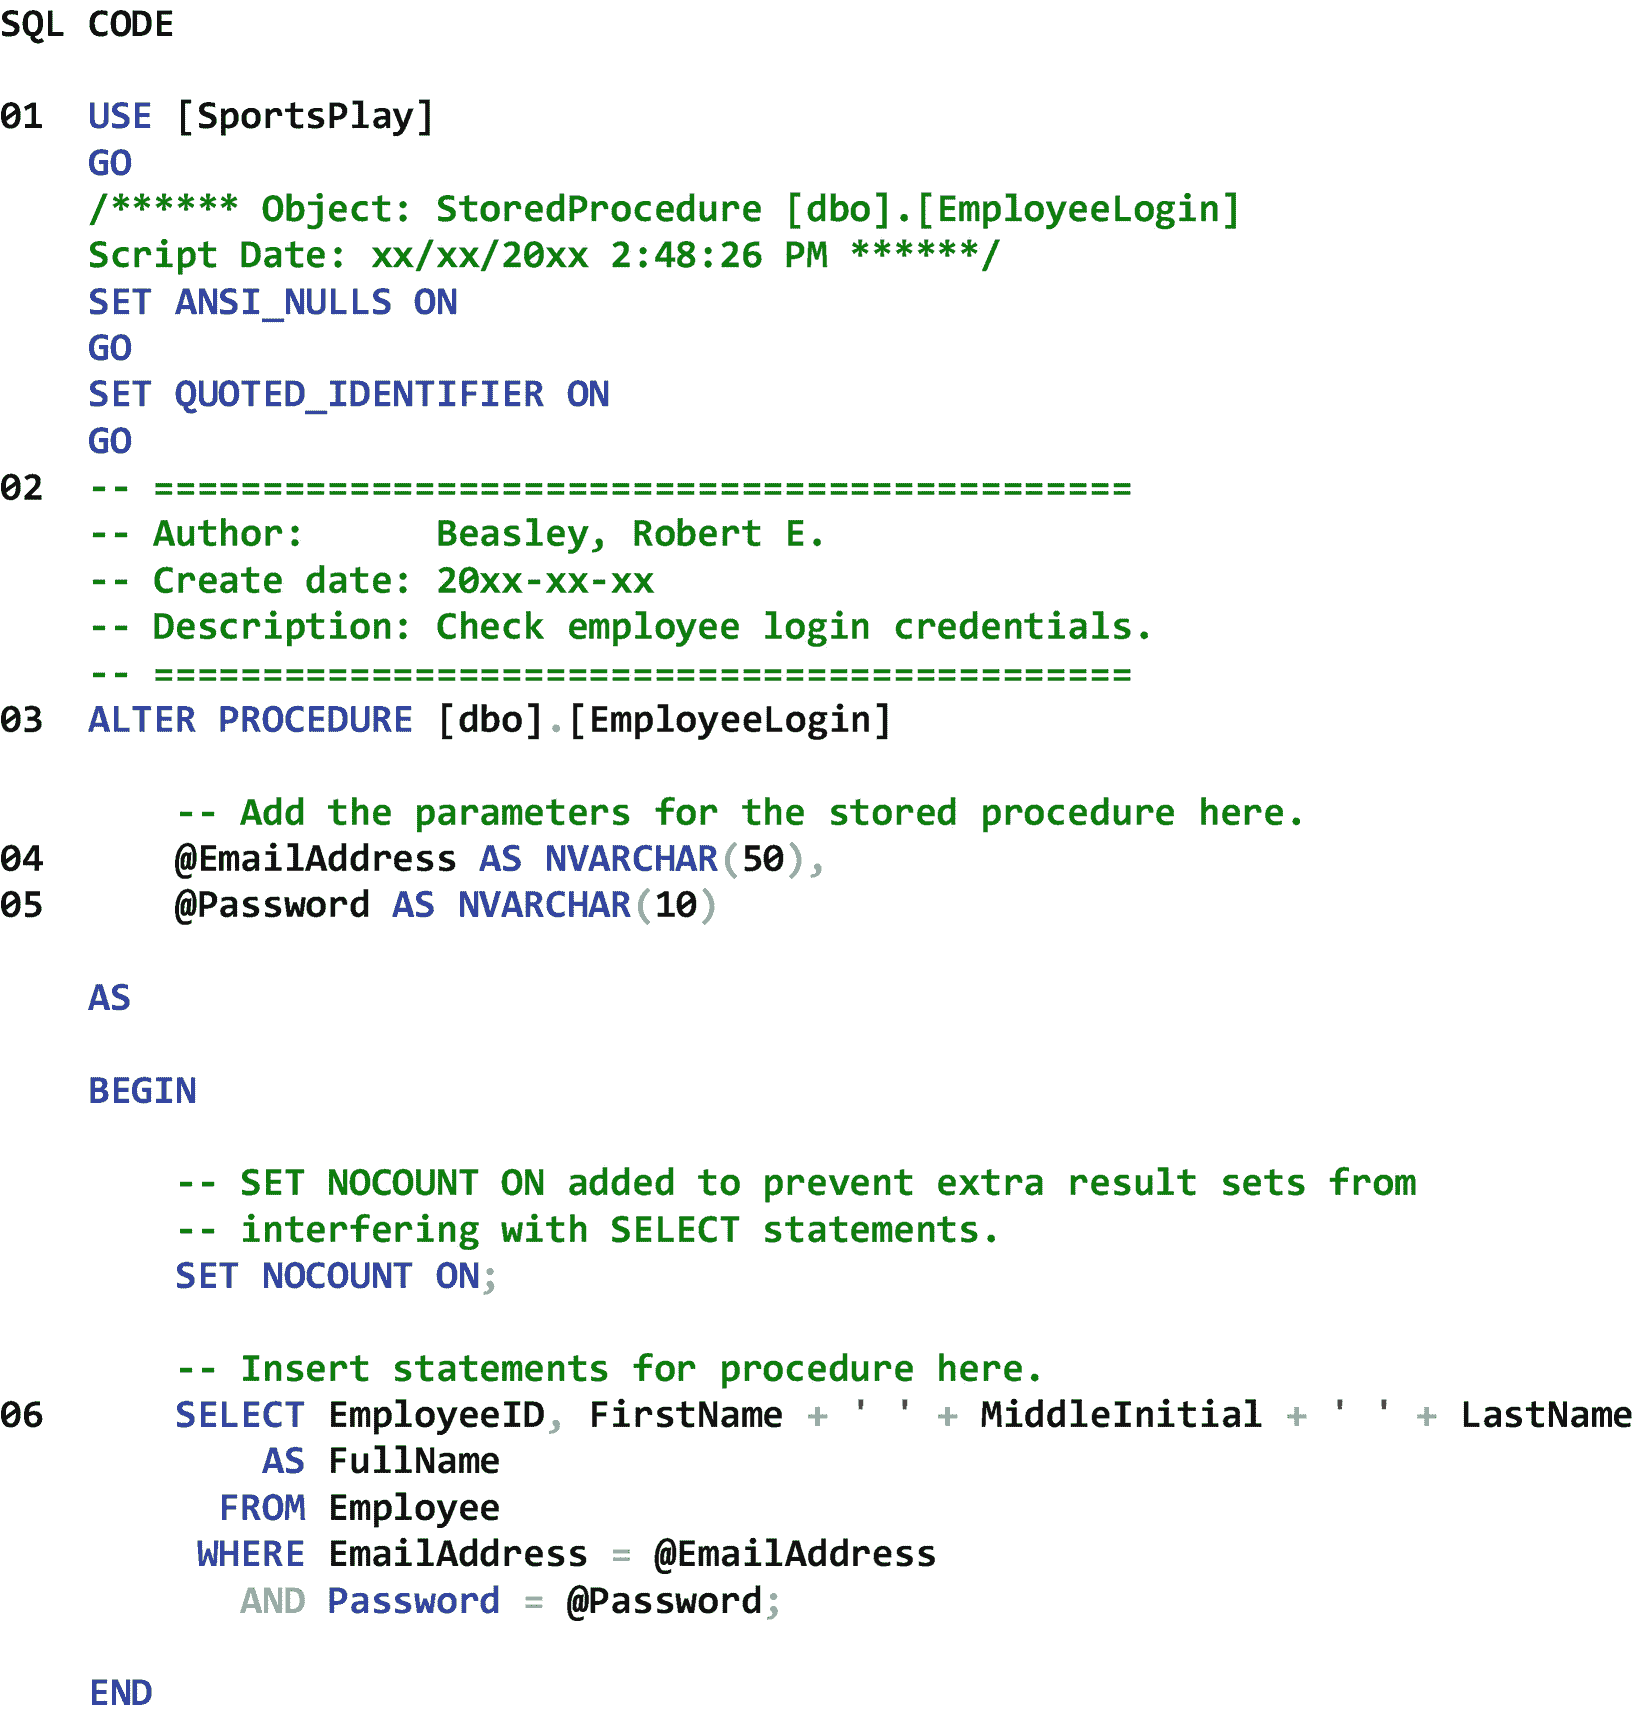 SQL CODE
01 USE [SportsPlay]
GO
/****** Object: StoredProcedure [dbo].[EmployeeLogin]
Script Date: xx/xx/20xx 2:48:26 PM ******/
SET ANSI_NULLS ON
GO
SET QUOTED_IDENTIFIER ON
GO
02 -- =============================================
-- Author:      Beasley, Robert E.
-- Create date: 20xx-xx-xx
-- Description: Check employee login credentials.
-- =============================================
03 ALTER PROCEDURE [dbo].[EmployeeLogin]
-- Add the parameters for the stored procedure here.
04 @EmailAddress AS NVARCHAR(50),
05 @Password AS NVARCHAR(10)
AS
BEGIN
-- SET NOCOUNT ON added to prevent extra result sets from
-- interfering with SELECT statements.
SET NOCOUNT ON;
-- Insert statements for procedure here.
06 SELECT EmployeeID, FirstName + ' ' + MiddleInitial + ' ' + LastName
AS FullName
FROM Employee
WHERE EmailAddress = @EmailAddress
AND Password = @Password;
END